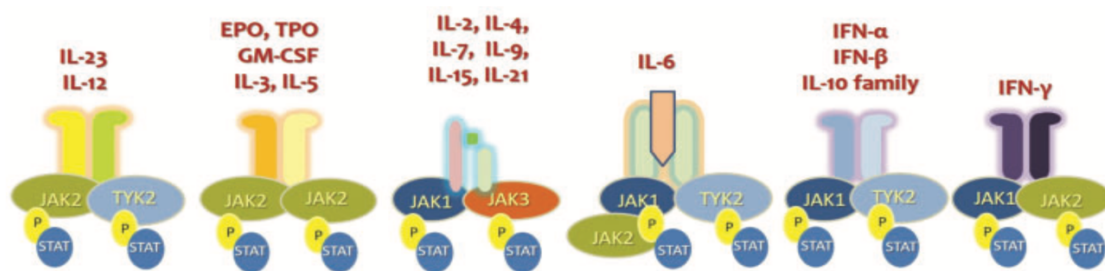 IL-23
IL-12
EPO, TPO
GM-CSF
IL-3, IL-5
IL-2, IL-4,
IL-7, IL-9,
IL-15, IL-21
IL-6
IFN-α
IFN-β
IL-10 family
IFN-γ
JAK2 TYK2
P P
STAT STAT
JAK2 JAK2
P P
STAT STAT
JAK1 JAK3
P P
STAT STAT
JAK1 TYK2
JAK2 P P
STAT STAT
JAK1 TYK2
P P
STAT STAT
JAK1 JAK2
P P
STAT STAT